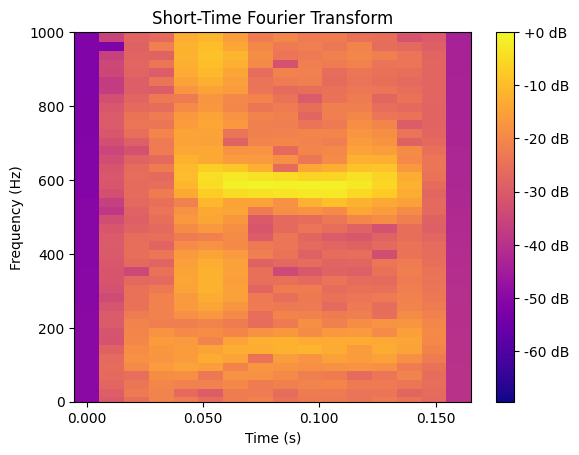 Short-Time Fourier Transform
1000
800
600
400
200
0
Frequency (Hz)
0.000
0.050
0.100
0.150
Time (s)
+0 dB
-10 dB
-20 dB
-30 dB
-40 dB
-50 dB
-60 dB